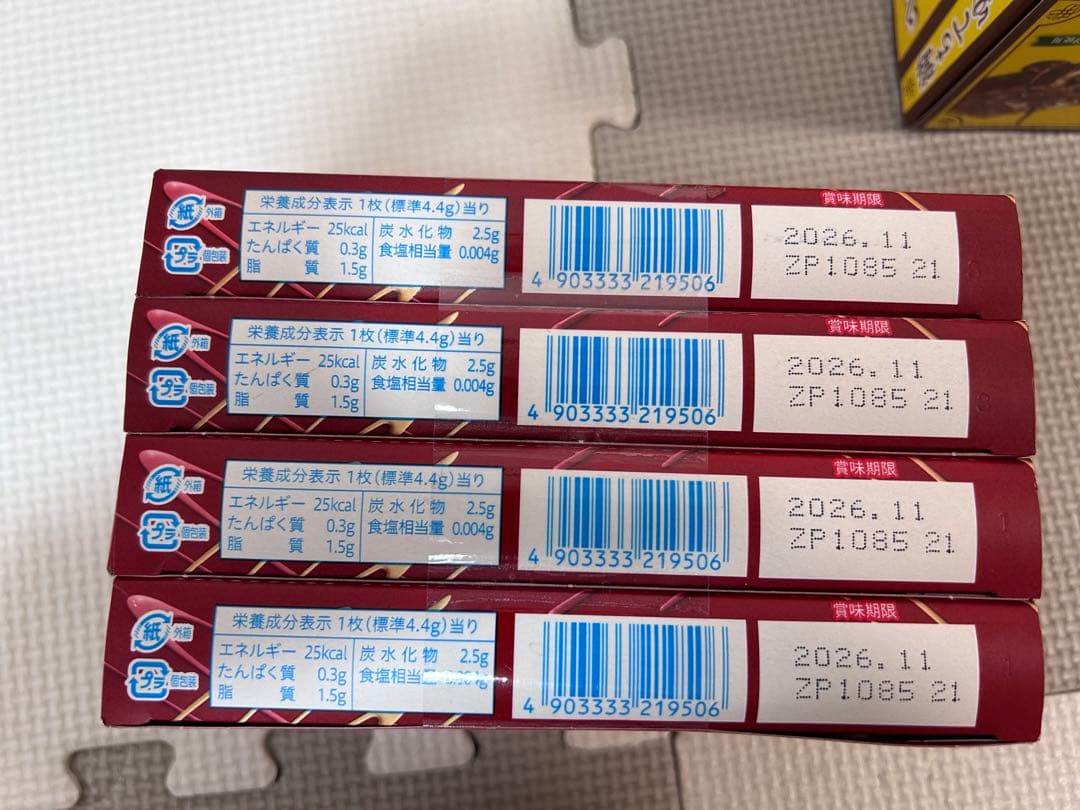 紙 外箱
プラ 個包装
栄養成分表示 1枚(標準4.4g)当り
エネルギー 25kcal 炭水化物 2.5g
たんぱく質 0.3g 食塩相当量 0.004g
脂質 1.5g
4 903333 219506
賞味期限
2026.11
ZP1085 21
紙 外箱
プラ 個包装
栄養成分表示 1枚(標準4.4g)当り
エネルギー 25kcal 炭水化物 2.5g
たんぱく質 0.3g 食塩相当量 0.004g
脂質 1.5g
4 903333 219506
賞味期限
2026.11
ZP1085 21
紙 外箱
プラ 個包装
栄養成分表示 1枚(標準4.4g)当り
エネルギー 25kcal 炭水化物 2.5g
たんぱく質 0.3g 食塩相当量 0.004g
脂質 1.5g
4 903333 219506
賞味期限
2026.11
ZP1085 21
紙 外箱
プラ 個包装
栄養成分表示 1枚(標準4.4g)当り
エネルギー 25kcal 炭水化物 2.5g
たんぱく質 0.3g 食塩相当
脂質 1.5g
4 903333 219506
賞味期限
2026.11
ZP1085 21